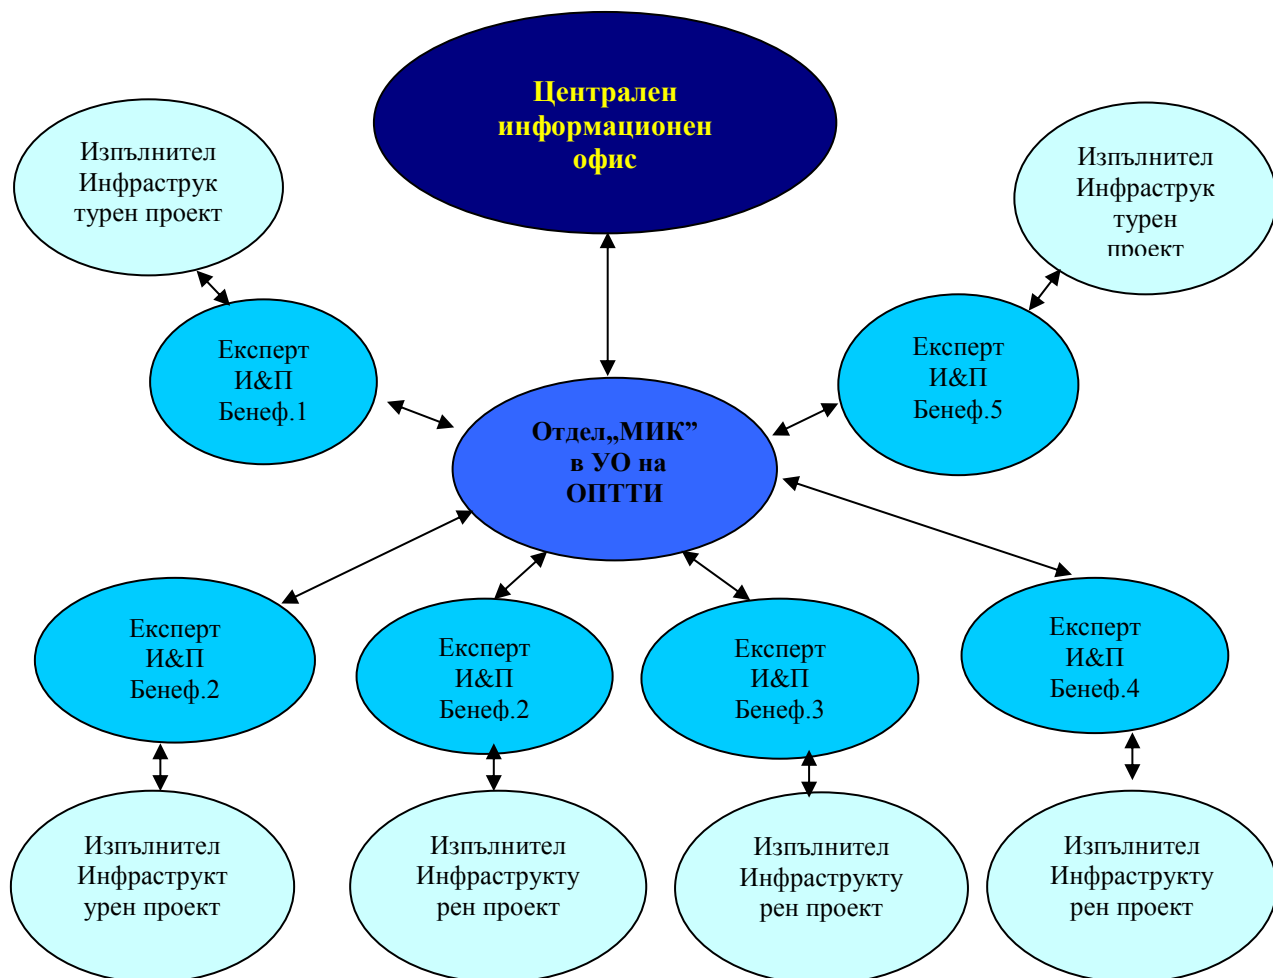 Централен
информационен
офис
Изпълнител
Инфраструк
турен проект
Изпълнител
Инфраструк
турен
проект
Експерт
И&П
Бенеф.1
Експерт
И&П
Бенеф.5
Отдел„МИК”
в УО на
ОПТТИ
Експерт
И&П
Бенеф.2
Експерт
И&П
Бенеф.2
Експерт
И&П
Бенеф.3
Експерт
И&П
Бенеф.4
Изпълнител
Инфраструкт
урен проект
Изпълнител
Инфраструкту
рен проект
Изпълнител
Инфраструкту
рен проект
Изпълнител
Инфраструкту
рен проект